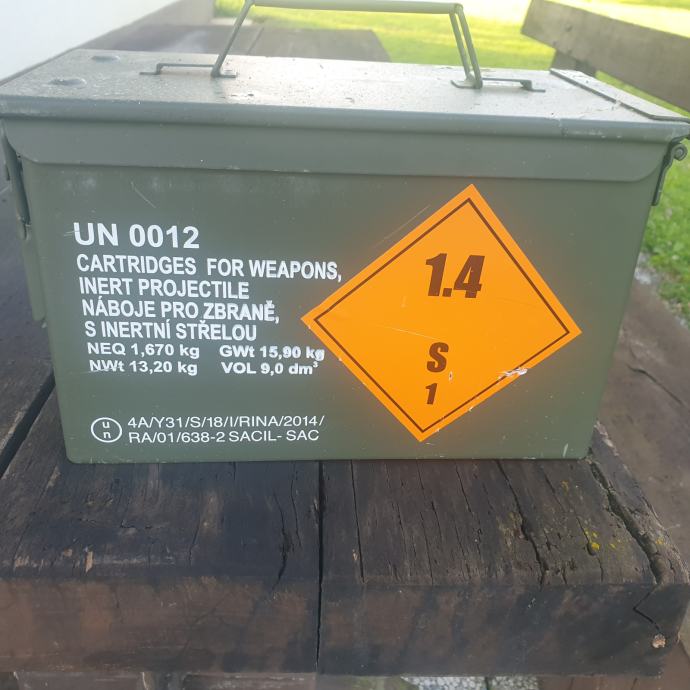 UN 0012
CARTRIDGES FOR WEAPONS,
INERT PROJECTILE
NÁBOJE PRO ZBRANĚ,
S INERTNÍ STŘELOU
NEQ 1,670 kg GWt 15,90 kg
NWt 13,20 kg VOL 9,0 dm³
u
n
4A/Y31/S/18/I/RINA/2014/
RA/01/638-2 SACIL- SAC
1.4
S
1